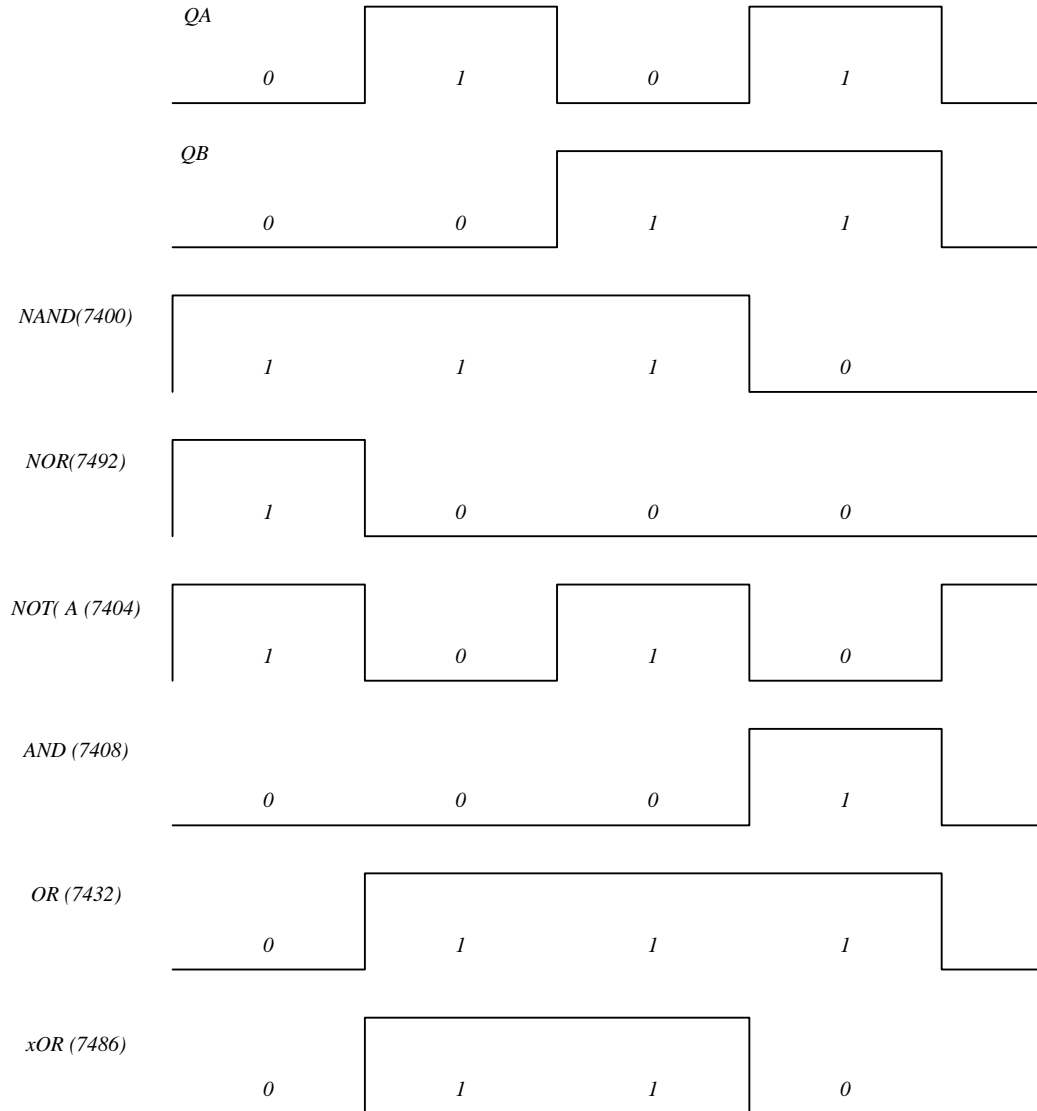 QA
0 1 0 1
QB
0 0 1 1
NAND(7400)
1 1 1 0
NOR(7492)
1 0 0 0
NOT( A (7404)
1 0 1 0
AND (7408)
0 0 0 1
OR (7432)
0 1 1 1
xOR (7486)
0 1 1 0